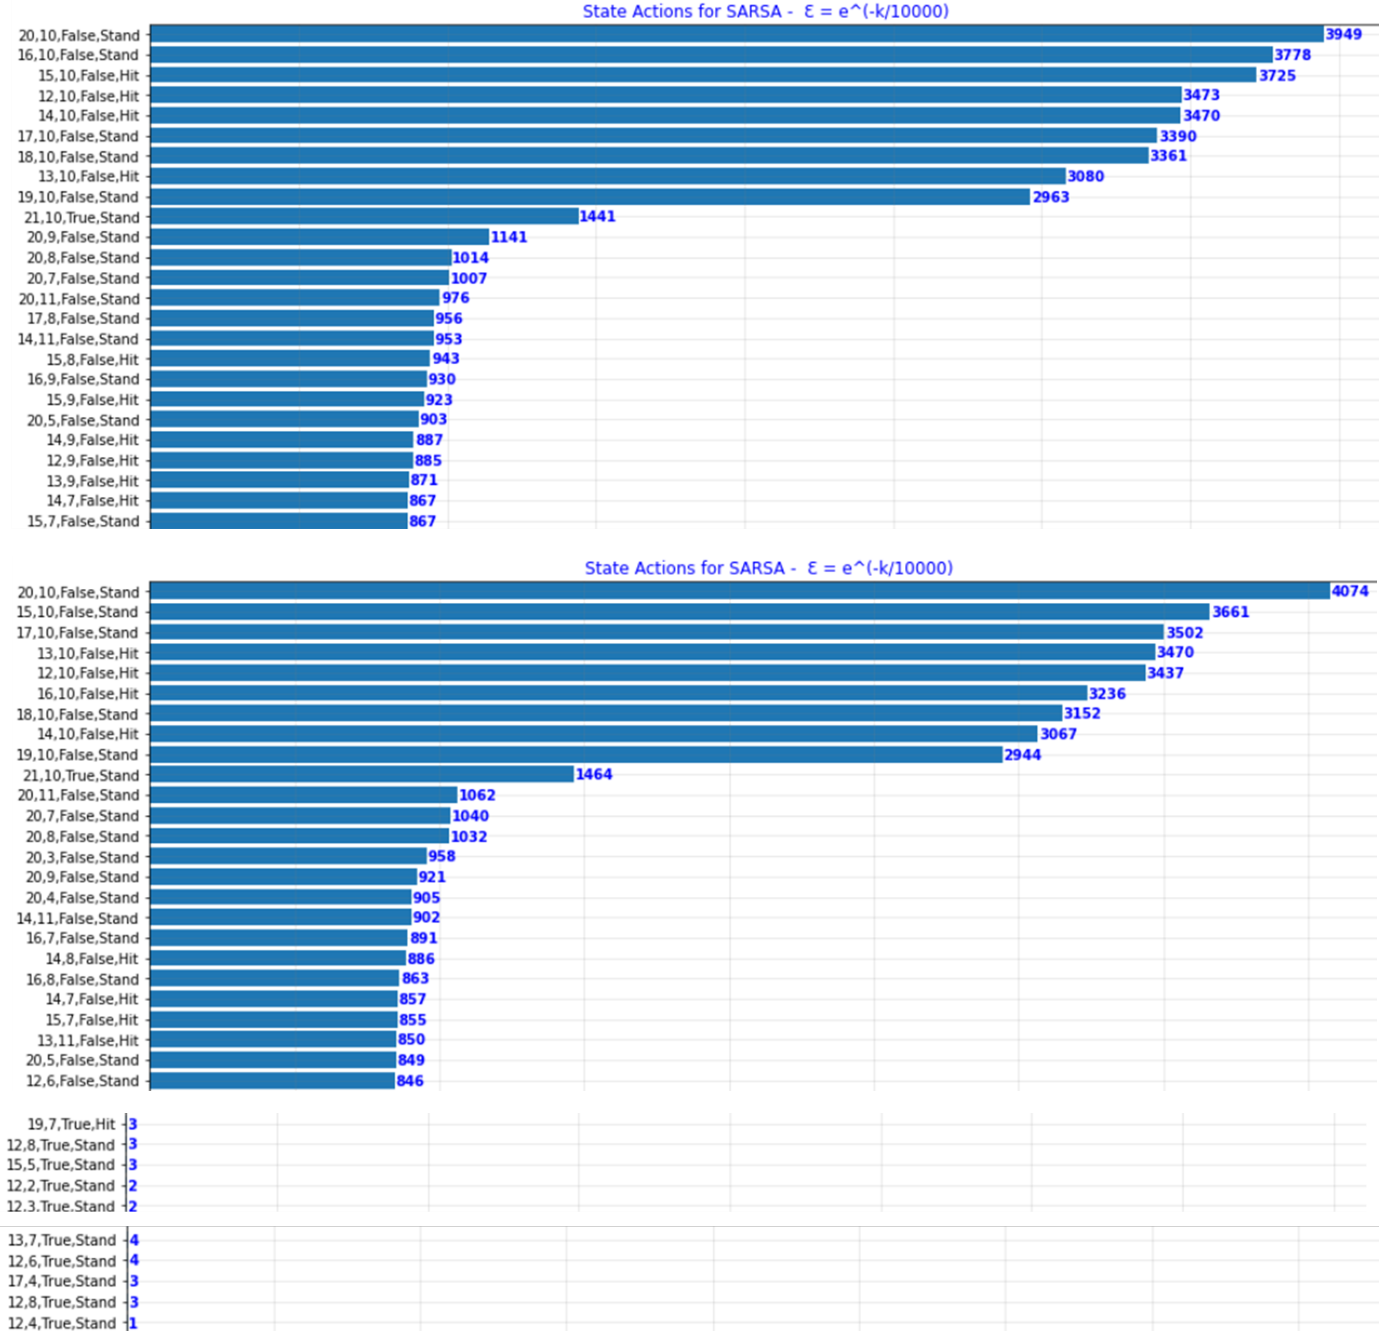 State Actions for SARSA - Ɛ = e^(-k/10000)
20,10,False,Stand 3949
16,10,False,Stand 3778
15,10,False,Hit 3725
12,10,False,Hit 3473
14,10,False,Hit 3470
17,10,False,Stand 3390
18,10,False,Stand 3361
13,10,False,Hit 3080
19,10,False,Stand 2963
21,10,True,Stand 1441
20,9,False,Stand 1141
20,8,False,Stand 1014
20,7,False,Stand 1007
20,11,False,Stand 976
17,8,False,Stand 956
14,11,False,Stand 953
15,8,False,Hit 943
16,9,False,Stand 930
15,9,False,Hit 923
20,5,False,Stand 903
14,9,False,Hit 887
12,9,False,Hit 885
13,9,False,Hit 871
14,7,False,Hit 867
15,7,False,Stand 867
State Actions for SARSA - Ɛ = e^(-k/10000)
20,10,False,Stand 4074
15,10,False,Hit 3661
17,10,False,Stand 3502
13,10,False,Hit 3470
12,10,False,Hit 3437
16,10,False,Hit 3236
18,10,False,Stand 3152
14,10,False,Hit 3067
19,10,False,Stand 2944
21,10,True,Stand 1464
20,11,False,Stand 1062
20,7,False,Stand 1040
20,8,False,Stand 1032
20,3,False,Stand 958
20,9,False,Stand 921
20,4,False,Stand 905
14,11,False,Stand 902
16,7,False,Stand 891
14,8,False,Hit 886
16,8,False,Stand 863
14,7,False,Hit 857
15,7,False,Hit 855
13,11,False,Hit 850
20,5,False,Stand 849
12,6,False,Stand 846
19,7,True,Hit 3
12,8,True,Stand 3
15,5,True,Stand 3
12,2,True,Stand 2
12,3,True,Stand 2
13,7,True,Stand 4
12,6,True,Stand 4
17,4,True,Stand 3
12,8,True,Stand 3
12,4,True,Stand 1